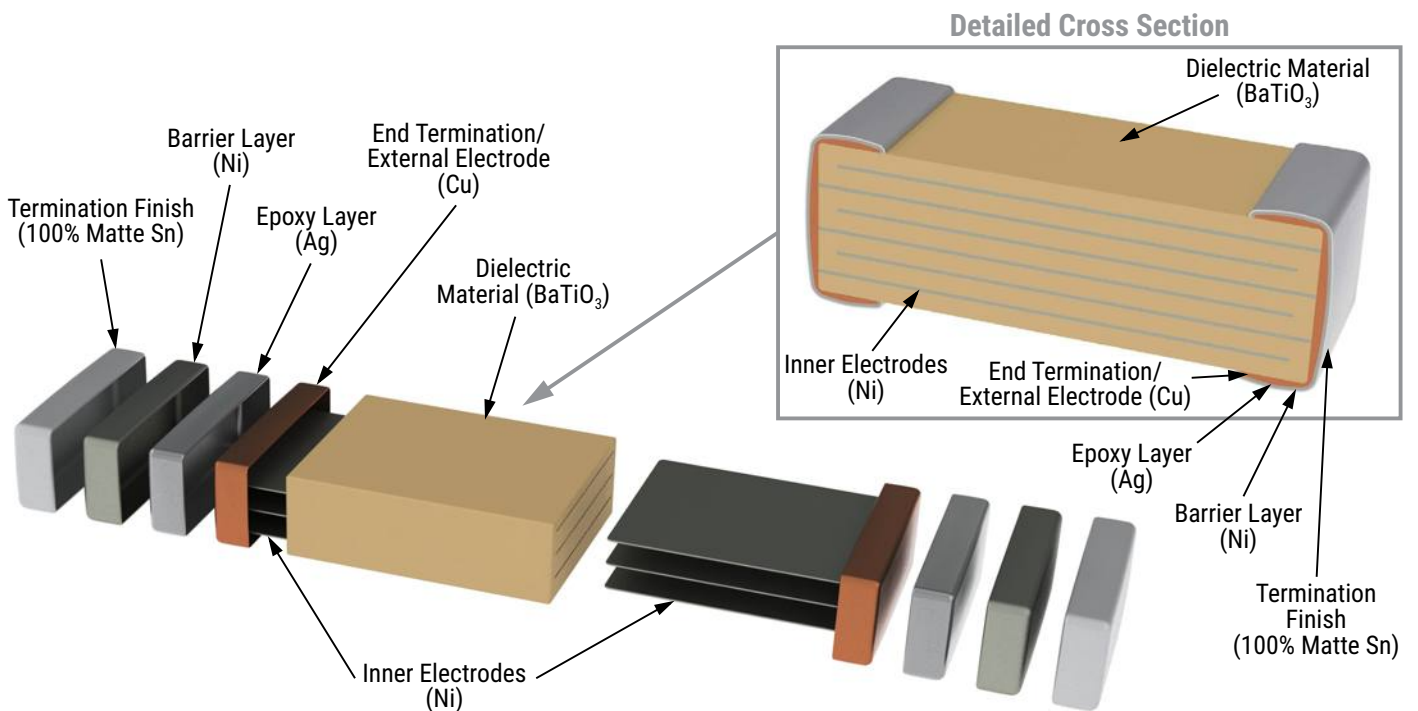 Detailed Cross Section
Dielectric Material
(BaTiO₃)
End Termination/
External Electrode
(Cu)
Barrier Layer
(Ni)
Termination Finish
(100% Matte Sn)
Epoxy Layer
(Ag)
Dielectric
Material (BaTiO₃)
Inner Electrodes
(Ni)
End Termination/
External Electrode (Cu)
Epoxy Layer
(Ag)
Barrier Layer
(Ni)
Termination
Finish
(100% Matte Sn)
Inner Electrodes
(Ni)